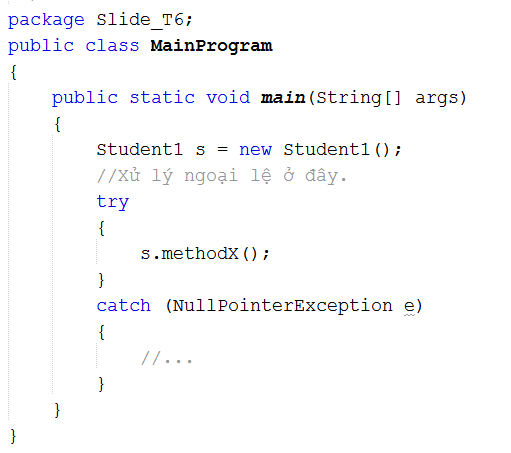 package Slide_T6;
public class MainProgram
{
    public static void main(String[] args)
    {
        Student1 s = new Student1();
        //Xử lý ngoại lệ ở đây.
        try
        {
            s.methodX();
        }
        catch (NullPointerException e)
        {
            //...
        }
    }
}